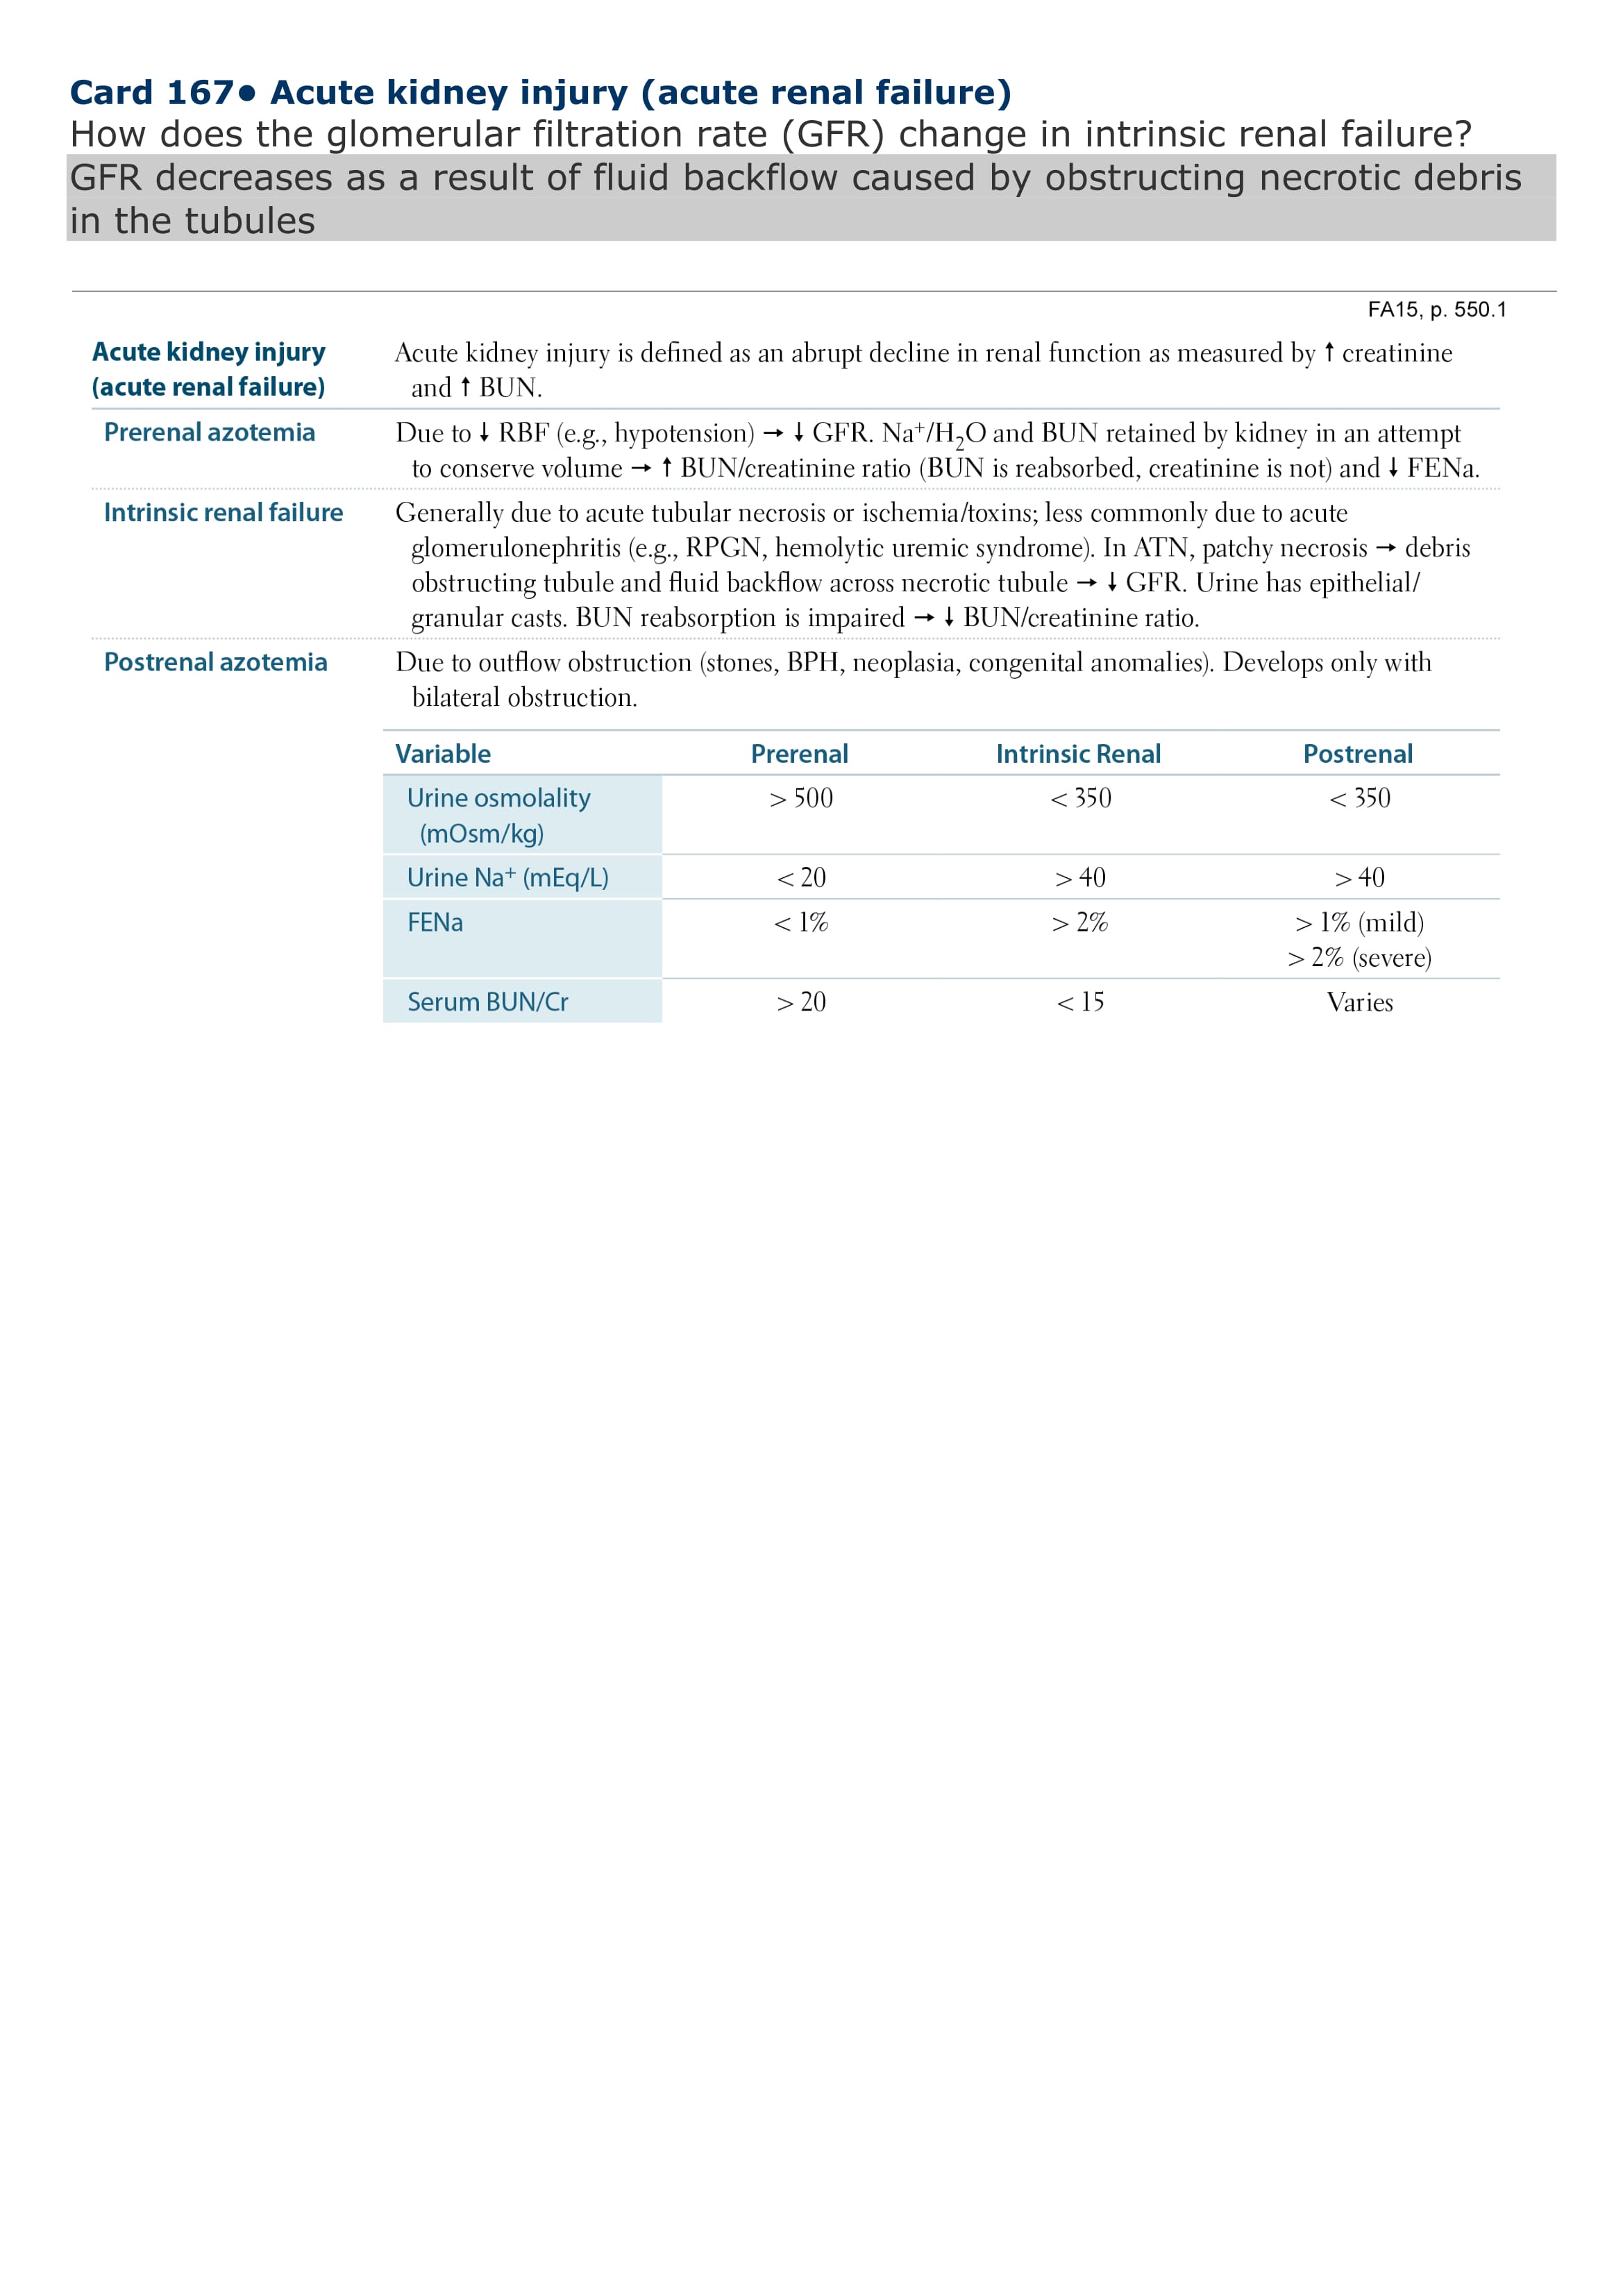 Card 167• Acute kidney injury (acute renal failure)
How does the glomerular filtration rate (GFR) change in intrinsic renal failure?
GFR decreases as a result of fluid backflow caused by obstructing necrotic debris
in the tubules
FA15, p. 550.1
Acute kidney injury
(acute renal failure)
Acute kidney injury is defined as an abrupt decline in renal function as measured by ↑ creatinine
and ↑ BUN.
Prerenal azotemia
Due to ↓ RBF (e.g., hypotension) → ↓ GFR. Na⁺/H₂O and BUN retained by kidney in an attempt
to conserve volume → ↑ BUN/creatinine ratio (BUN is reabsorbed, creatinine is not) and ↓ FENa.
Intrinsic renal failure
Generally due to acute tubular necrosis or ischemia/toxins; less commonly due to acute
glomerulonephritis (e.g., RPGN, hemolytic uremic syndrome). In ATN, patchy necrosis → debris
obstructing tubule and fluid backflow across necrotic tubule → ↓ GFR. Urine has epithelial/
granular casts. BUN reabsorption is impaired → ↓ BUN/creatinine ratio.
Postrenal azotemia
Due to outflow obstruction (stones, BPH, neoplasia, congenital anomalies). Develops only with
bilateral obstruction.
Variable Prerenal Intrinsic Renal Postrenal
Urine osmolality > 500 < 350 < 350
(mOsm/kg)
Urine Na⁺ (mEq/L) < 20 > 40 > 40
FENa < 1% > 2% > 1% (mild)
> 2% (severe)
Serum BUN/Cr > 20 < 15 Varies